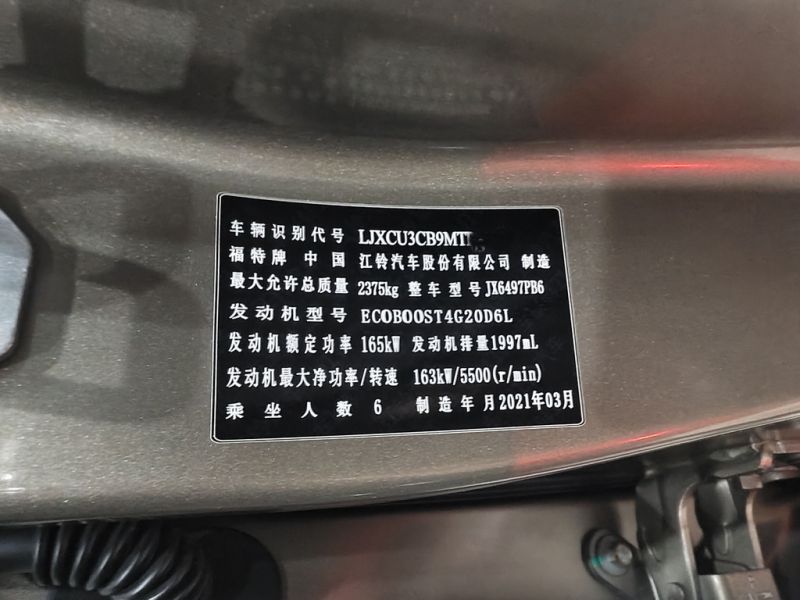 车辆识别代号 LJXCU3CB9MT
福特牌 中国 江铃汽车股份有限公司 制造
最大允许总质量 2375kg 整车型号 JX6497PB6
发动机型号 ECOBOOST4G20D6L
发动机额定功率 165kW 发动机排量1997mL
发动机最大净功率/转速 163kW/5500(r/min)
乘坐人数 6 制造年月2021年03月